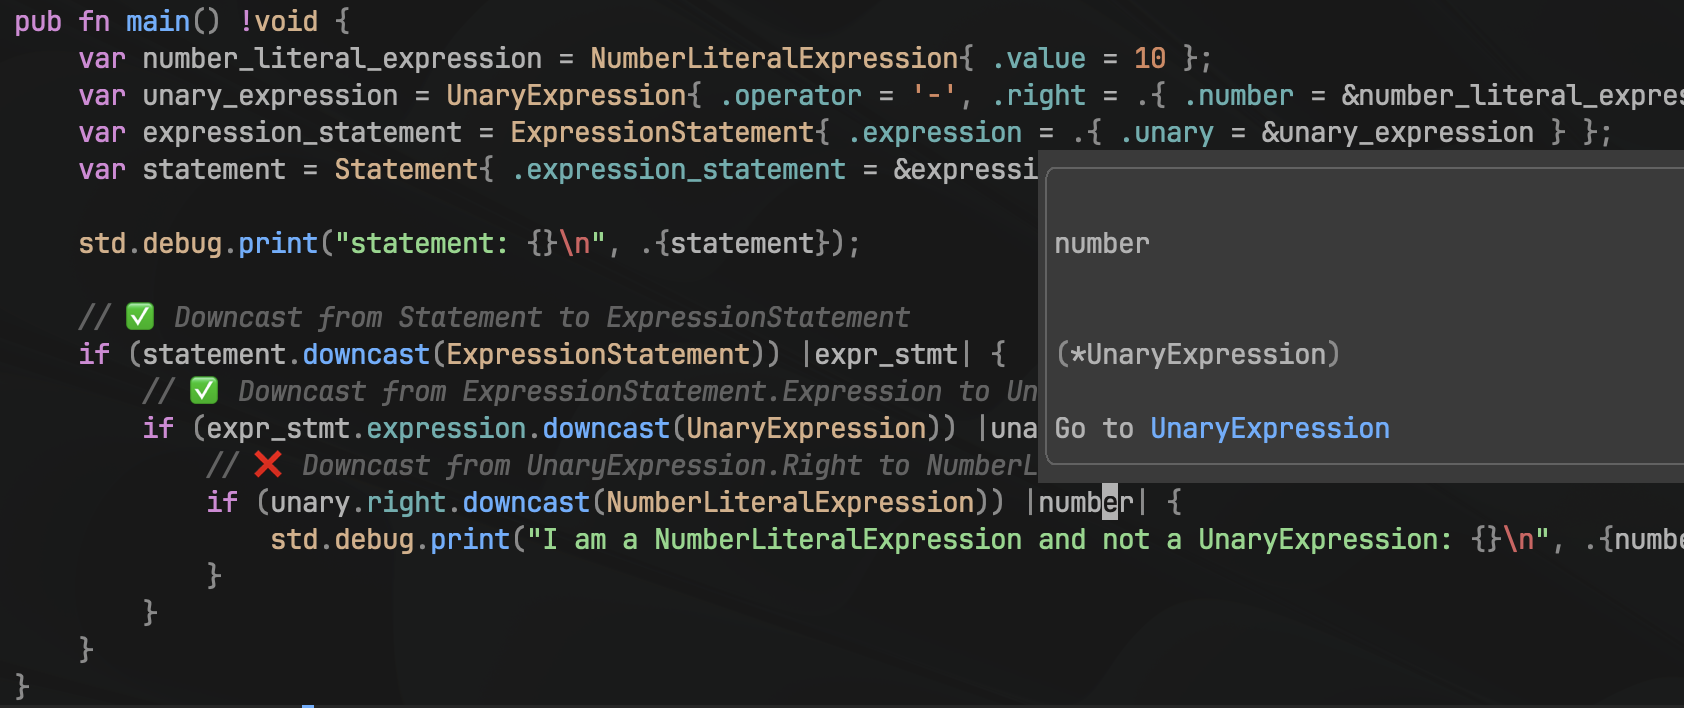 pub fn main() !void {
var number_literal_expression = NumberLiteralExpression{ .value = 10 };
var unary_expression = UnaryExpression{ .operator = '-', .right = .{ .number = &number_literal_expres
var expression_statement = ExpressionStatement{ .expression = .{ .unary = &unary_expression } };
var statement = Statement{ .expression_statement = &expressi
std.debug.print("statement: {}\n", .{statement});
number
// ✅ Downcast from Statement to ExpressionStatement
if (statement.downcast(ExpressionStatement)) |expr_stmt| {
(*UnaryExpression)
// ✅ Downcast from ExpressionStatement.Expression to Un
if (expr_stmt.expression.downcast(UnaryExpression)) |una
Go to UnaryExpression
// ❌ Downcast from UnaryExpression.Right to NumberL
if (unary.right.downcast(NumberLiteralExpression)) |number| {
std.debug.print("I am a NumberLiteralExpression and not a UnaryExpression: {}\n", .{numbe
}
}
}
}